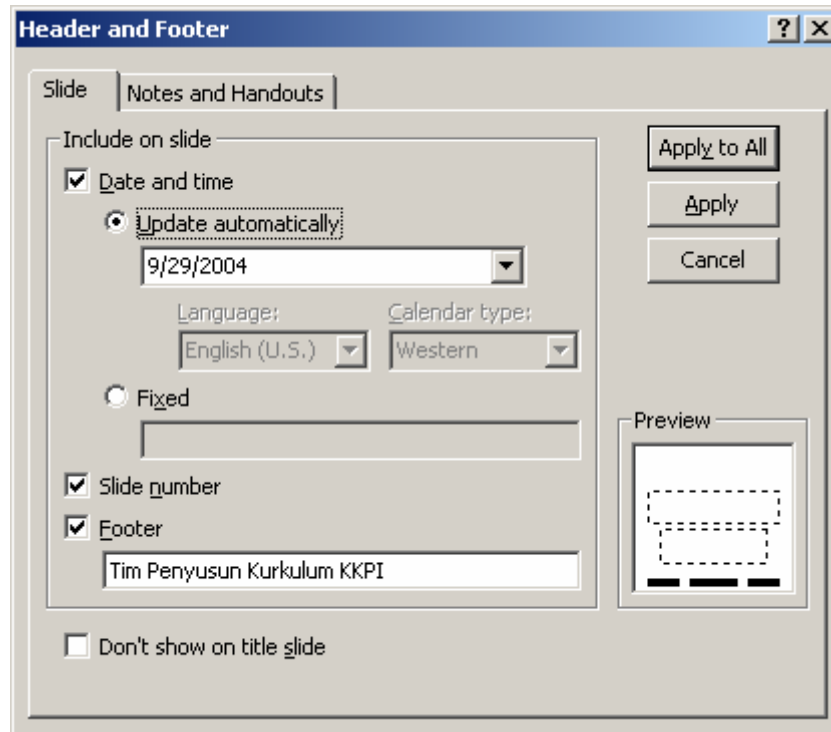 Header and Footer
Slide
Notes and Handouts
Include on slide
Date and time
Update automatically
9/29/2004
Language:
Calendar type:
English (U.S.)
Western
Fixed
Slide number
Footer
Tim Penyusun Kurkulum KKPI
Don't show on title slide
Apply to All
Apply
Cancel
Preview